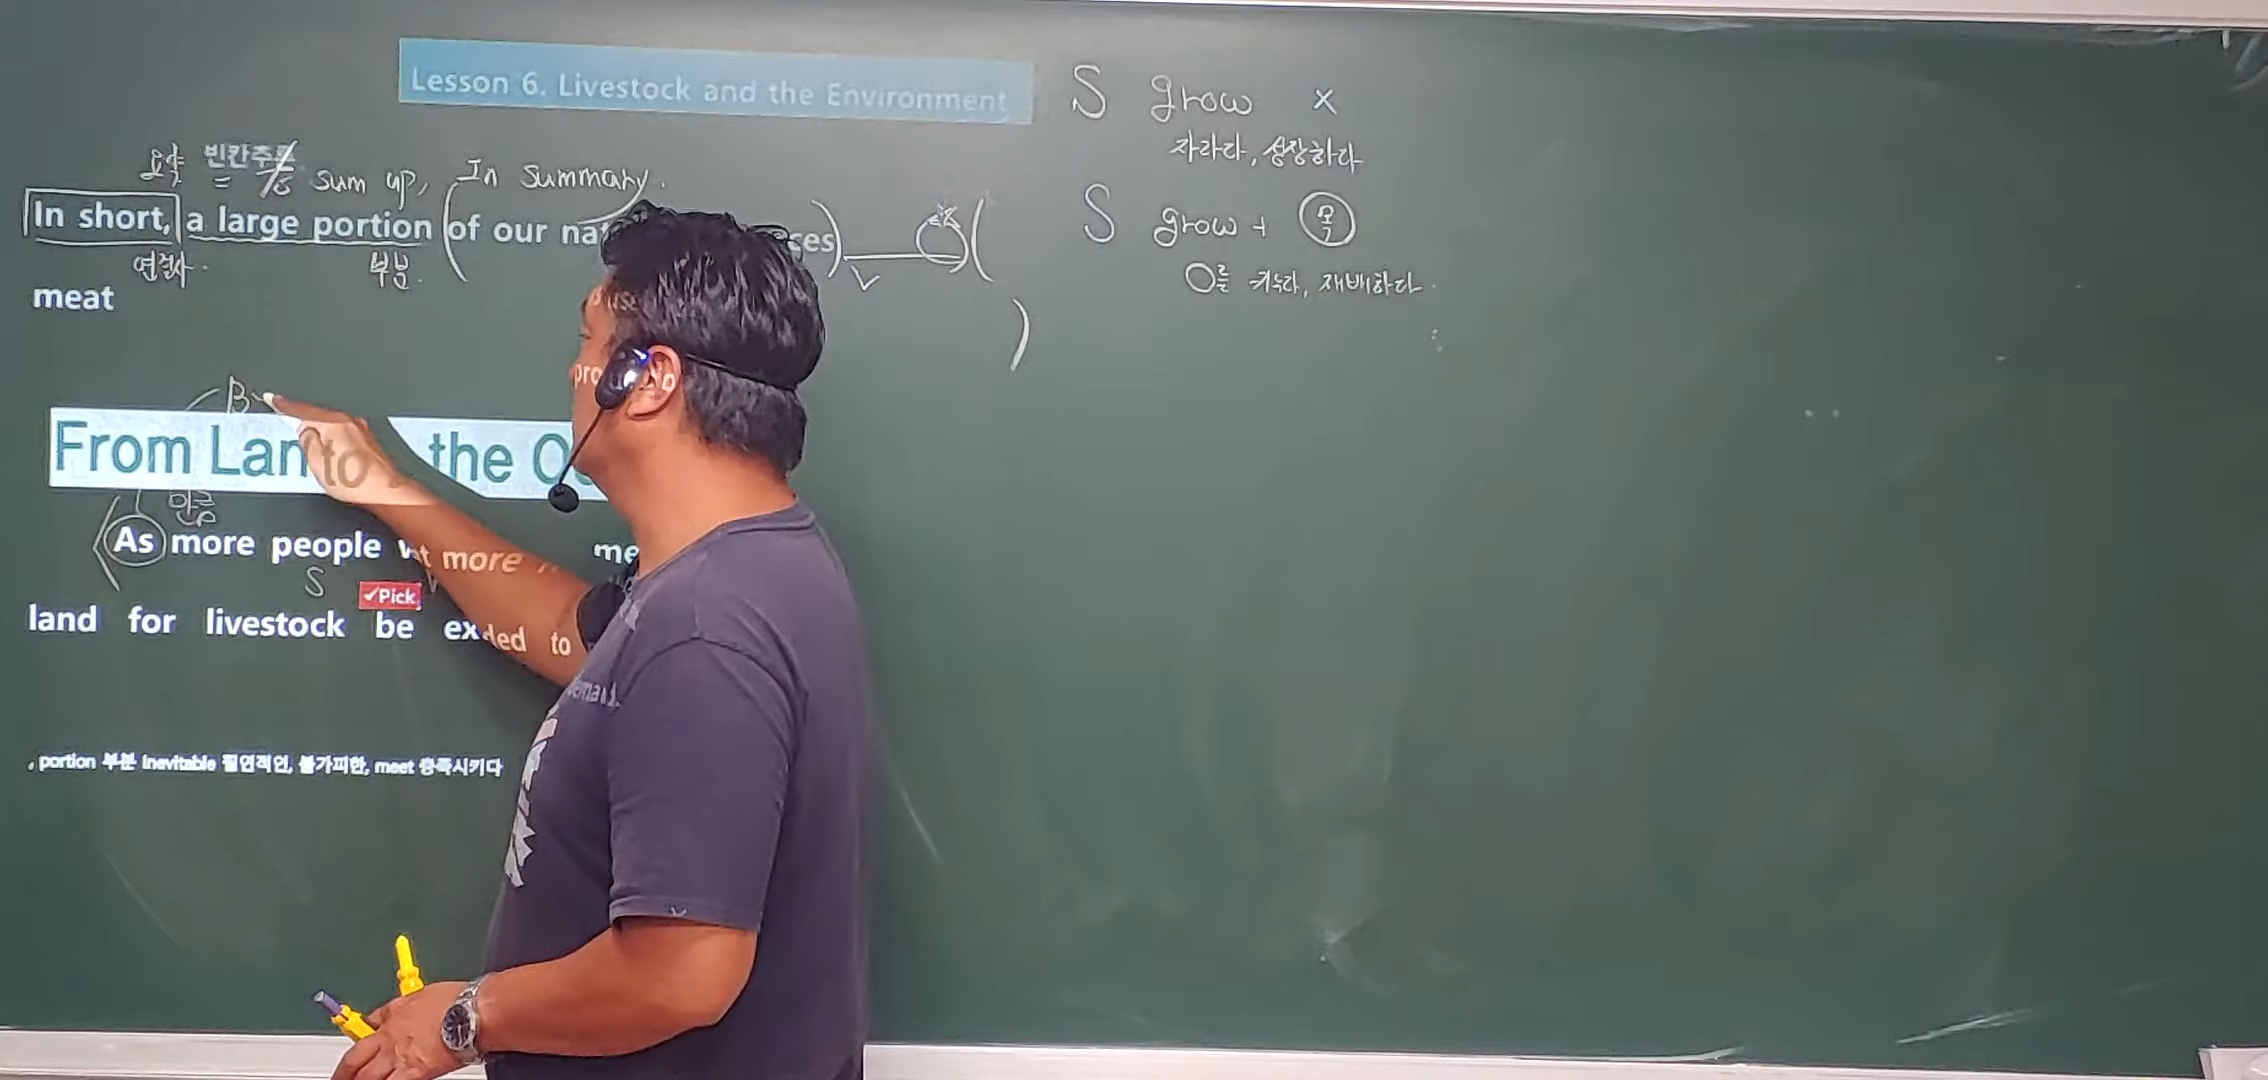 Lesson 6. Livestock and the Environment
요약 빈칸추론
= To sum up, In summary.
In short, a large portion (of our
ces) V (
연결사. 부분.
meat
)
From Lan to the O
As more people more me
S V
✓Pick
land for livestock be ex ded to
, portion 부분 inevitable 필연적인, 불가피한, meet 충족시키다
S grow x
자라다, 성장하다
S grow + 목
O를 키우다, 재배하다.